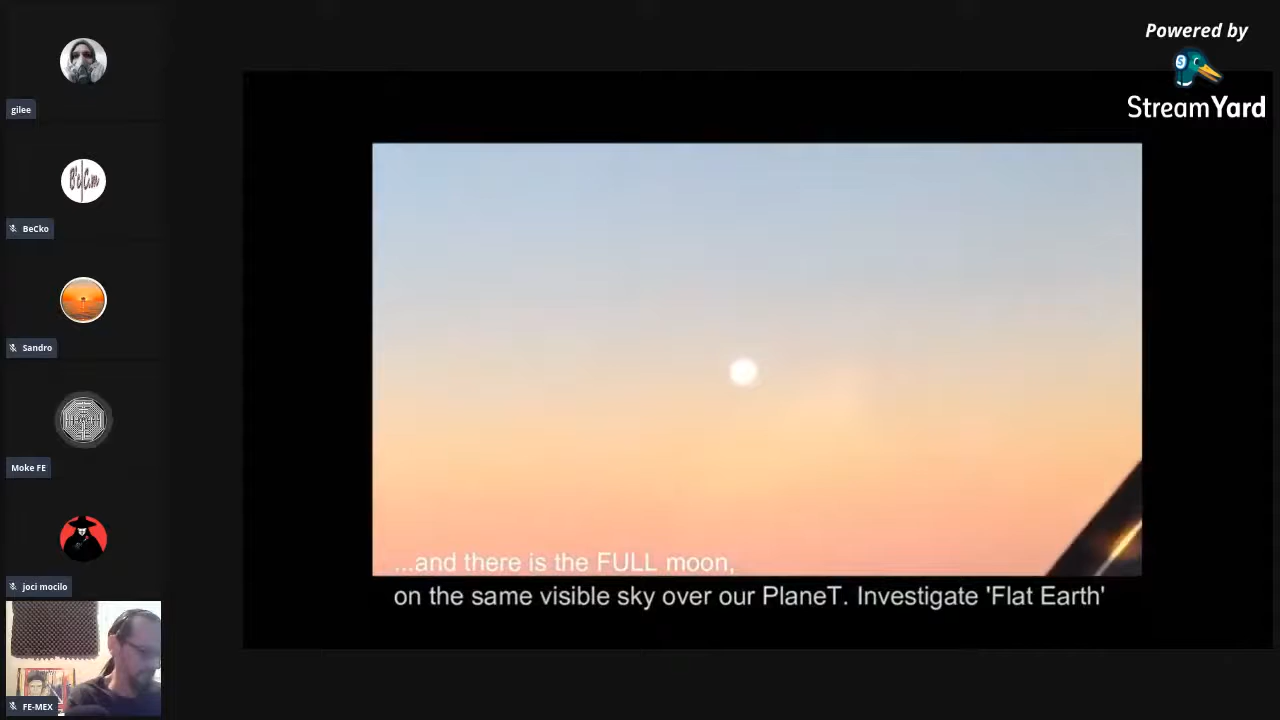 Powered by
StreamYard
gilee
BeCko
Sandro
Moke FE
joci mocilo
FE-MEX
...and there is the FULL moon,
on the same visible sky over our PlaneT. Investigate 'Flat Earth'